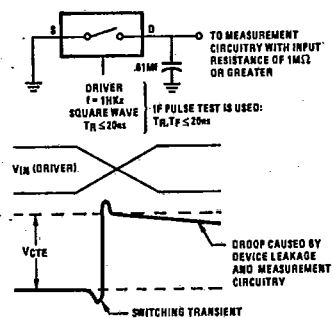 S
D
TO MEASUREMENT
CIRCUITRY WITH INPUT
RESISTANCE OF 1MΩ
OR GREATER
.01MF
DRIVER
f = 1HKz
SQUARE WAVE
TR ≤ 20ns
IF PULSE TEST IS USED:
TR,TF ≤ 20ns
VIN (DRIVER)
VCTE
DROOP CAUSED BY
DEVICE LEAKAGE
AND MEASUREMENT
CIRCUITRY
SWITCHING TRANSIENT